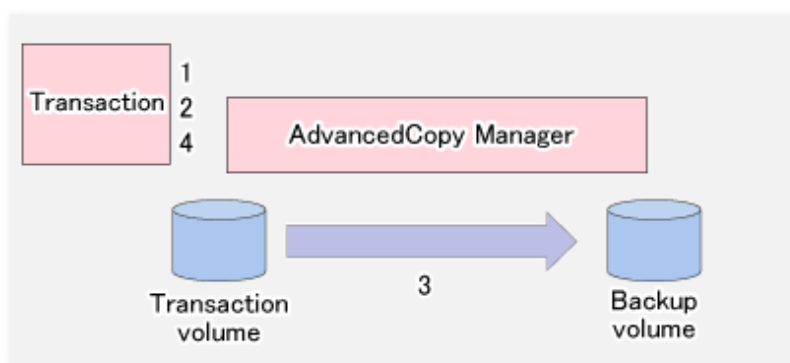 1
Transaction 2
4
AdvancedCopy Manager
3
Transaction
volume
Backup
volume